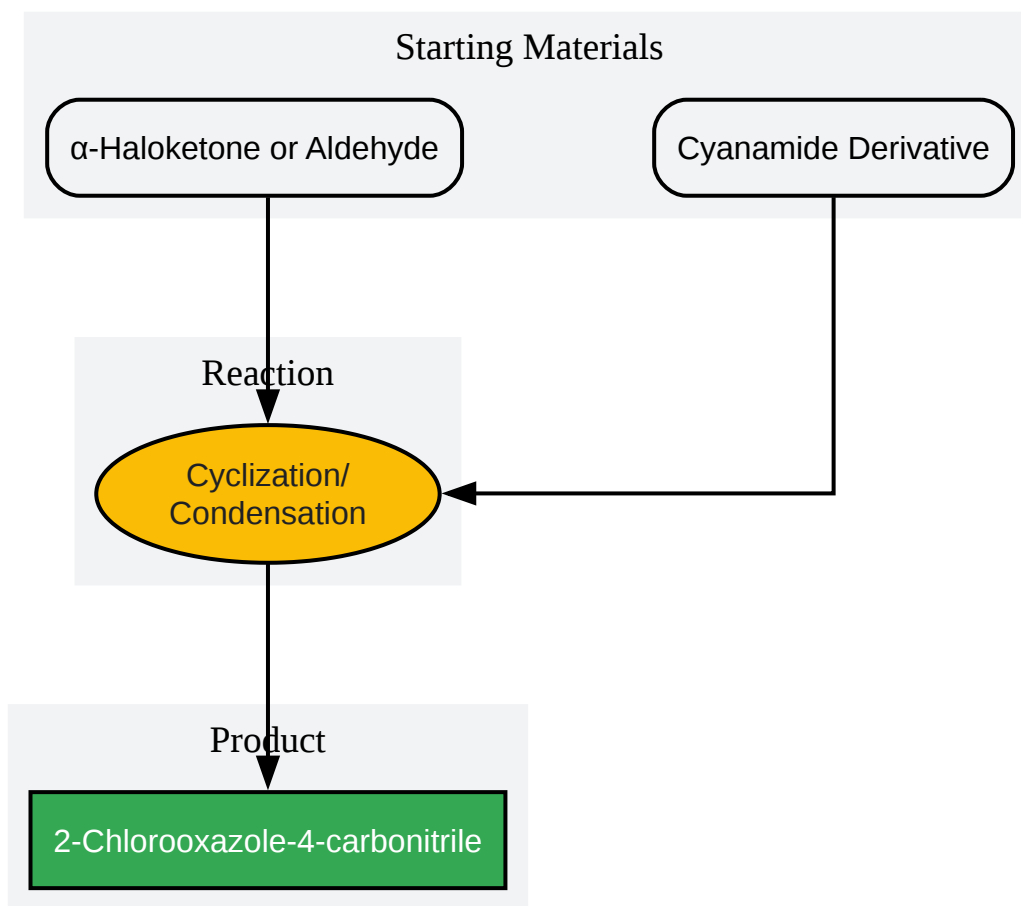 Starting Materials
α-Haloketone or Aldehyde
Cyanamide Derivative
Reaction
Cyclization/
Condensation
Product
2-Chlorooxazole-4-carbonitrile